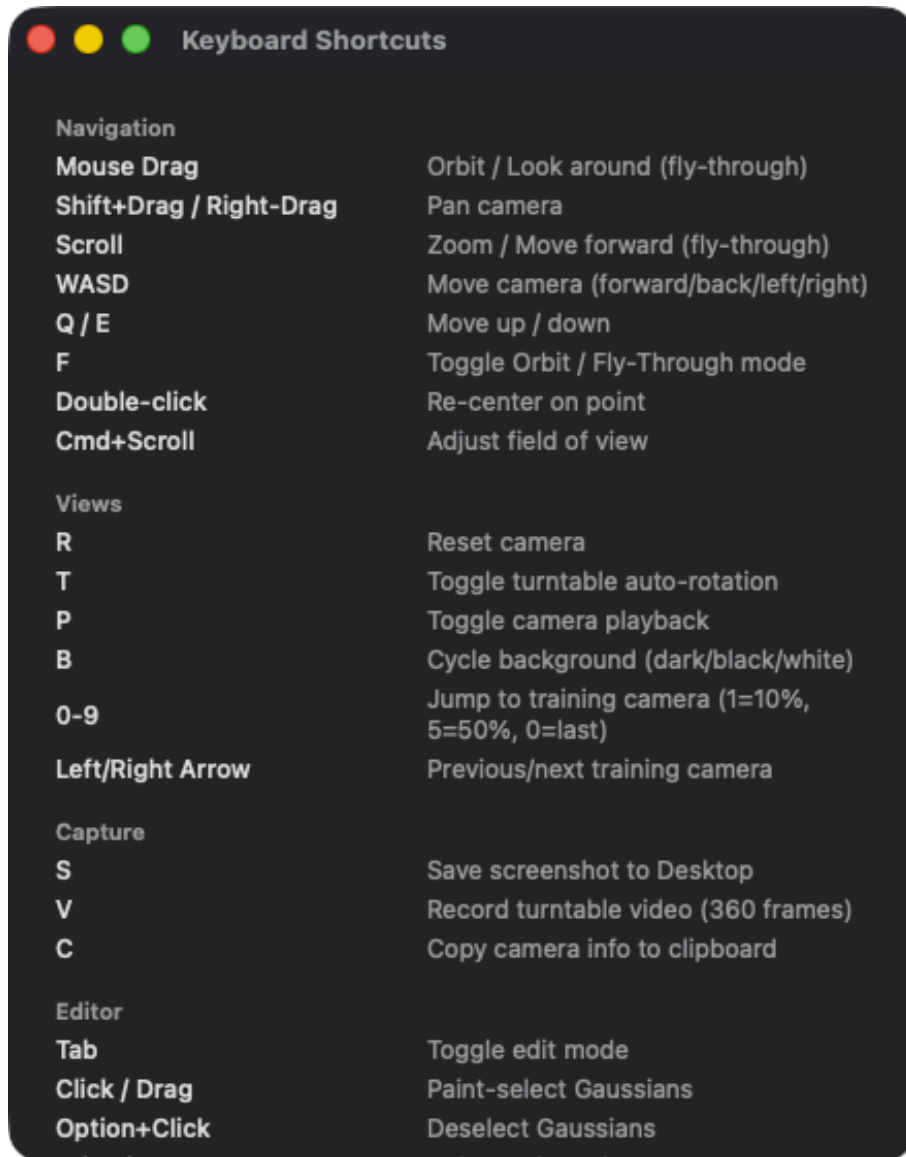 Keyboard Shortcuts
Navigation
Mouse Drag Orbit / Look around (fly-through)
Shift+Drag / Right-Drag Pan camera
Scroll Zoom / Move forward (fly-through)
WASD Move camera (forward/back/left/right)
Q / E Move up / down
F Toggle Orbit / Fly-Through mode
Double-click Re-center on point
Cmd+Scroll Adjust field of view
Views
R Reset camera
T Toggle turntable auto-rotation
P Toggle camera playback
B Cycle background (dark/black/white)
0-9 Jump to training camera (1=10%,
5=50%, 0=last)
Left/Right Arrow Previous/next training camera
Capture
S Save screenshot to Desktop
V Record turntable video (360 frames)
C Copy camera info to clipboard
Editor
Tab Toggle edit mode
Click / Drag Paint-select Gaussians
Option+Click Deselect Gaussians